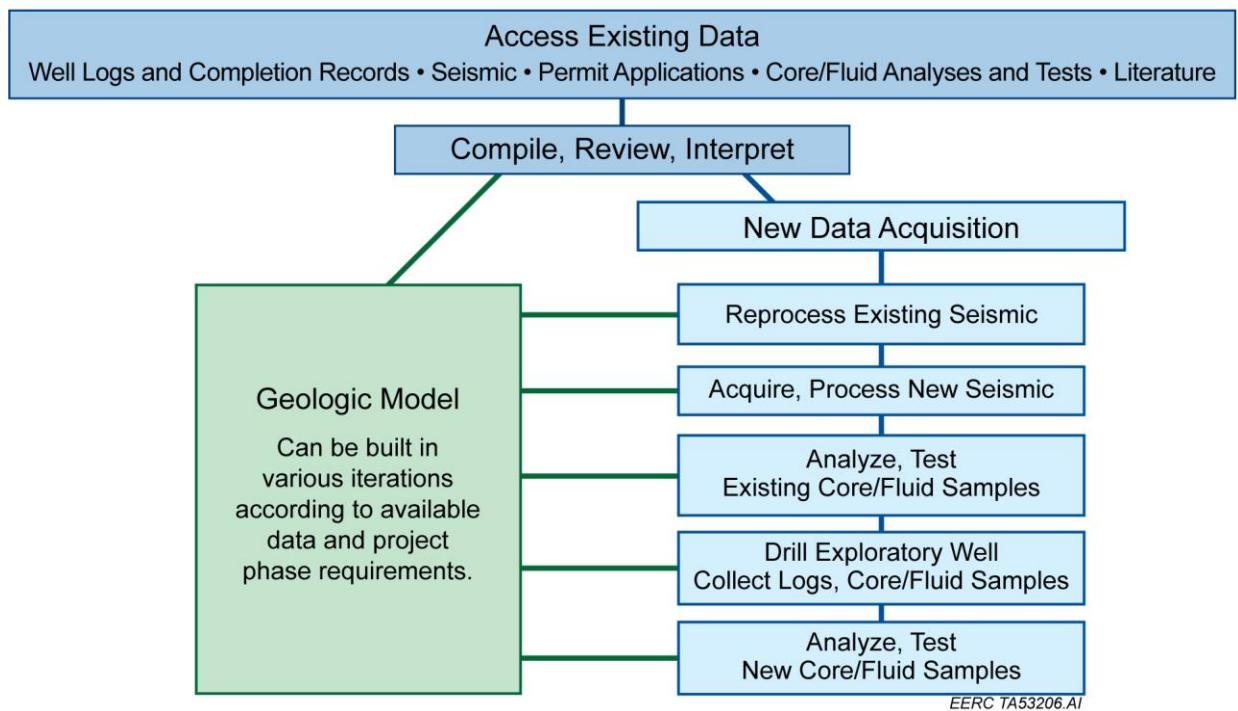 Access Existing Data
Well Logs and Completion Records • Seismic • Permit Applications • Core/Fluid Analyses and Tests • Literature
Compile, Review, Interpret
New Data Acquisition
Geologic Model
Can be built in
various iterations
according to available
data and project
phase requirements.
Reprocess Existing Seismic
Acquire, Process New Seismic
Analyze, Test
Existing Core/Fluid Samples
Drill Exploratory Well
Collect Logs, Core/Fluid Samples
Analyze, Test
New Core/Fluid Samples
EERC TA53206.AI